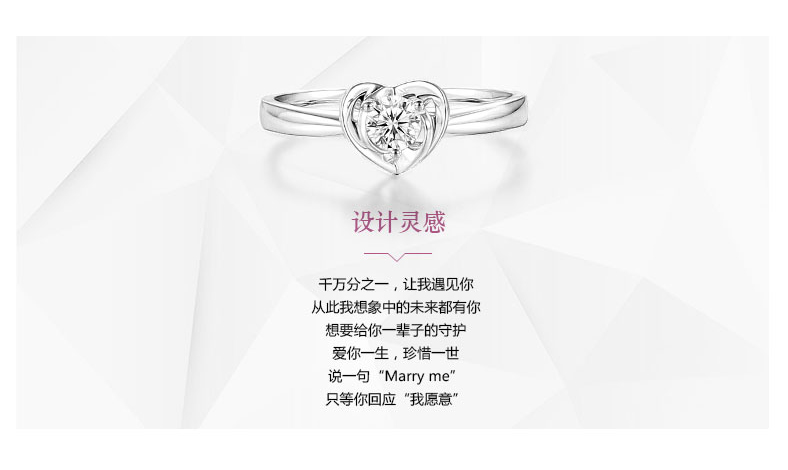 设计灵感
千万分之一，让我遇见你
从此我想象中的未来都有你
想要给你一辈子的守护
爱你一生，珍惜一世
说一句“Marry me”
只等你回应“我愿意”